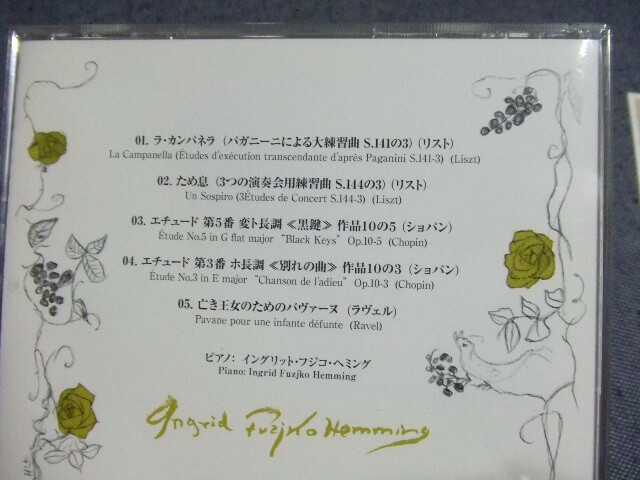 01. ラ・カンパネラ (パガニーニによる大練習曲 S.141の3) (リスト)
La Campanella (Études d'exécution transcendante d'après Paganini S.141-3) (Liszt)
02. ため息 (3つの演奏会用練習曲 S.144の3) (リスト)
Un Sospiro (3Études de Concert S.144-3) (Liszt)
03. エチュード 第5番 変ト長調 ≪黒鍵≫ 作品10の5 (ショパン)
Étude No.5 in G flat major “Black Keys” Op.10-5 (Chopin)
04. エチュード 第3番 ホ長調 ≪別れの曲≫ 作品10の3 (ショパン)
Étude No.3 in E major “Chanson de l'adieu” Op.10-3 (Chopin)
05. 亡き王女のためのパヴァーヌ (ラヴェル)
Pavane pour une infante défunte (Ravel)
ピアノ: イングリット・フジコ・ヘミング
Piano: Ingrid Fuzjko Hemming
Ingrid Fuzjko Hemming